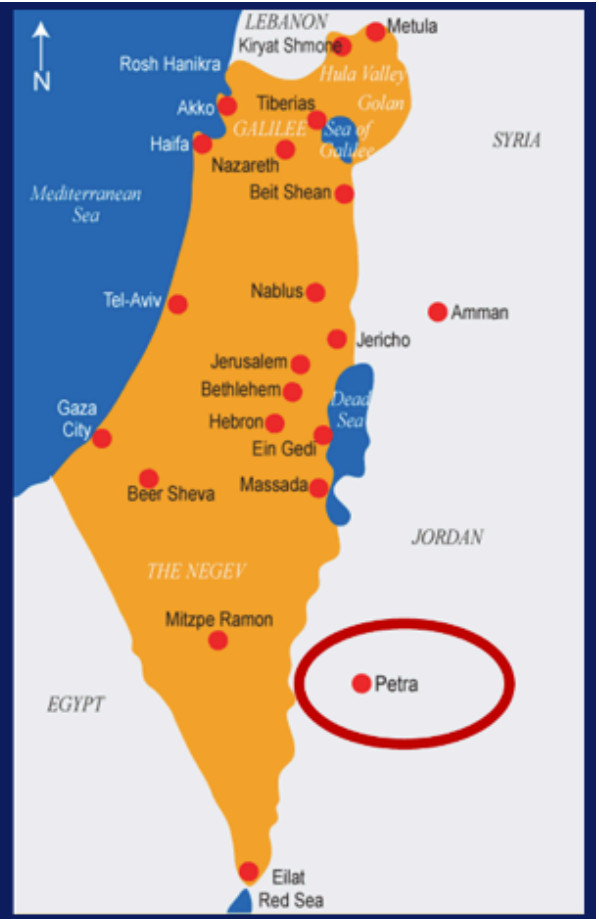 LEBANON
Metula
Kiryat Shmone
Rosh Hanikra
Hula Valley
Golan
Akko
Tiberias
GALILEE
Sea of
Galilee
Haifa
SYRIA
Nazareth
Beit Shean
Mediterranean
Sea
Nablus
Tel-Aviv
Amman
Jericho
Jerusalem
Bethlehem
Dead
Sea
Gaza
City
Hebron
Ein Gedi
Massada
Beer Sheva
JORDAN
THE NEGEV
Mitzpe Ramon
Petra
EGYPT
Eilat
Red Sea
N